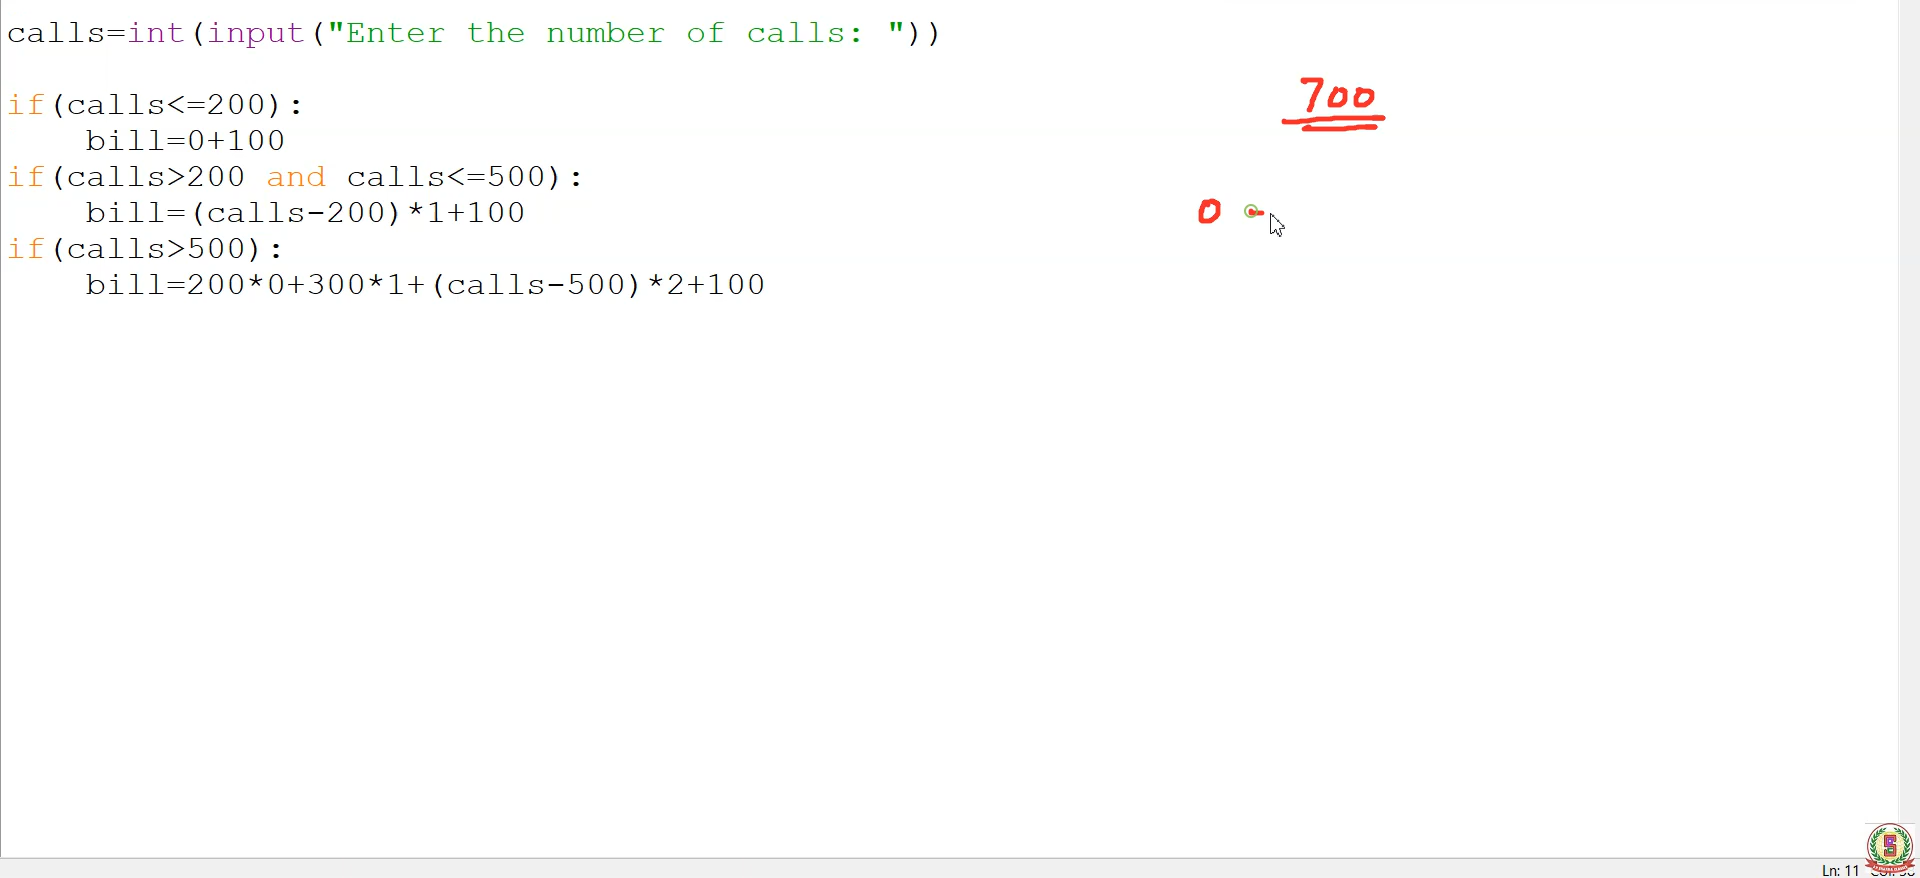 calls=int(input("Enter the number of calls: "))
if(calls<=200):
    bill=0+100
if(calls>200 and calls<=500):
    bill=(calls-200)*1+100
if(calls>500):
    bill=200*0+300*1+(calls-500)*2+100
700
0 -
Ln: 11